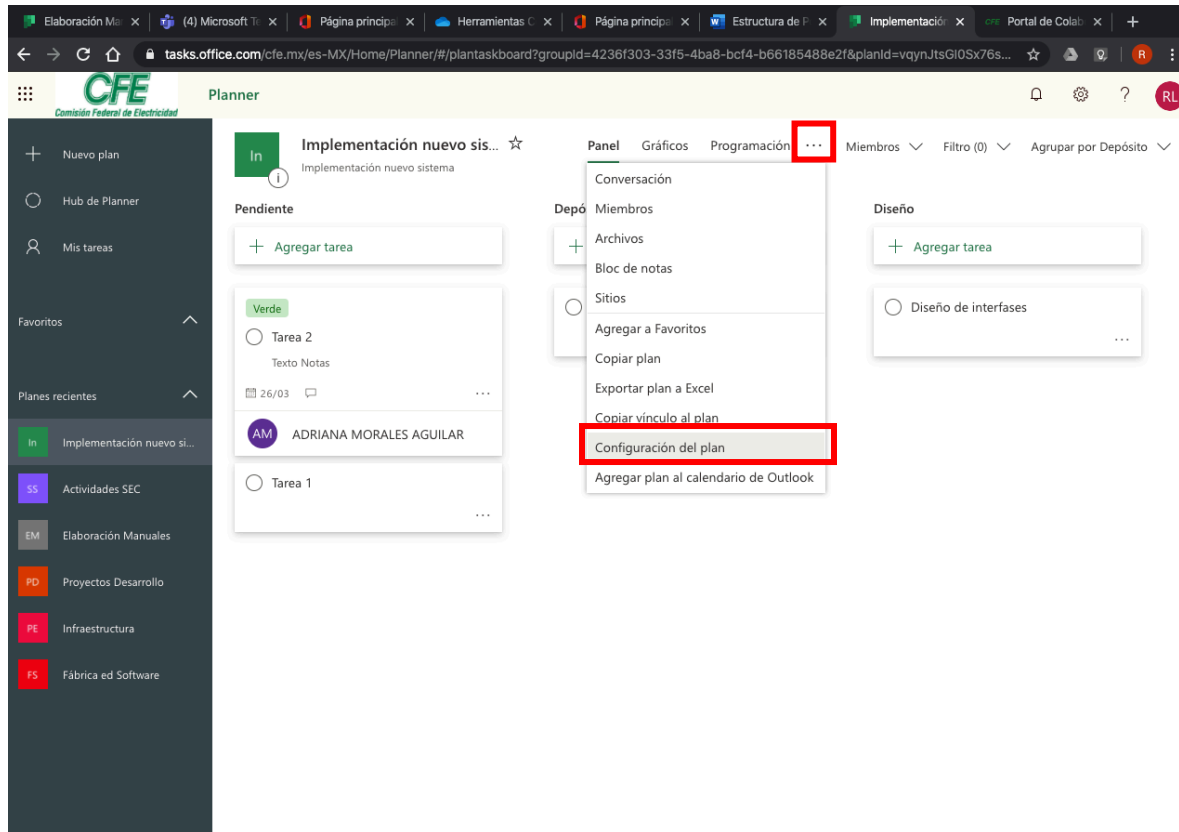 Elaboración Ma
(4) Microsoft Te
Página principal
Herramientas C
Página principal
Estructura de P
Implementación
CFE Portal de Colab
tasks.office.com/cfe.mx/es-MX/Home/Planner/#/plantaskboard?groupId=4236f303-33f5-4ba8-bcf4-b66185488e2f&planId=vqynJtsGI0Sx76s...
R
CFE
Comisión Federal de Electricidad
Planner
?
RL
Nuevo plan
Hub de Planner
Mis tareas
Favoritos
Planes recientes
In Implementación nuevo si...
SS Actividades SEC
EM Elaboración Manuales
PD Proyectos Desarrollo
PE Infraestructura
FS Fábrica ed Software
In
Implementación nuevo sis...
Implementación nuevo sistema
Panel Gráficos Programación ... Miembros Filtro (0) Agrupar por Depósito
Pendiente
Agregar tarea
Verde
Tarea 2
Texto Notas
26/03
...
AM ADRIANA MORALES AGUILAR
Tarea 1
...
Depó
Conversación
Miembros
Archivos
Bloc de notas
Sitios
Agregar a Favoritos
Copiar plan
Exportar plan a Excel
Copiar vínculo al plan
Configuración del plan
Agregar plan al calendario de Outlook
Diseño
Agregar tarea
Diseño de interfases
...